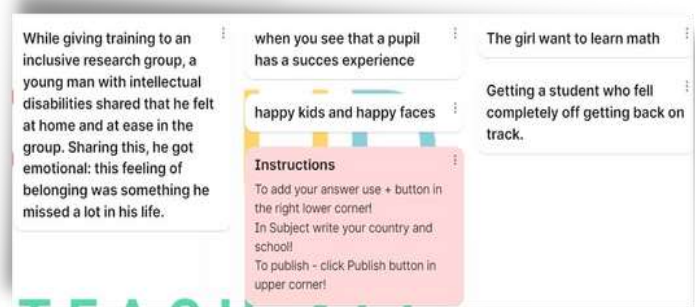 While giving training to an
inclusive research group, a
young man with intellectual
disabilities shared that he felt
at home and at ease in the
group. Sharing this, he got
emotional: this feeling of
belonging was something he
missed a lot in his life.
when you see that a pupil
has a succes experience
happy kids and happy faces
Instructions
To add your answer use + button in
the right lower corner!
In Subject write your country and
school!
To publish - click Publish button in
upper corner!
The girl want to learn math
Getting a student who fell
completely off getting back on
track.